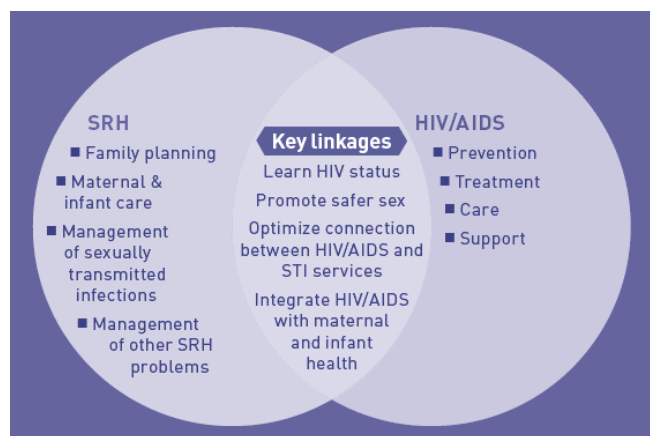 SRH
■ Family planning
■ Maternal &
infant care
■ Management
of sexually
transmitted
infections
■ Management
of other SRH
problems
Key linkages
Learn HIV status
Promote safer sex
Optimize connection
between HIV/AIDS and
STI services
Integrate HIV/AIDS
with maternal
and infant
health
HIV/AIDS
■ Prevention
■ Treatment
■ Care
■ Support